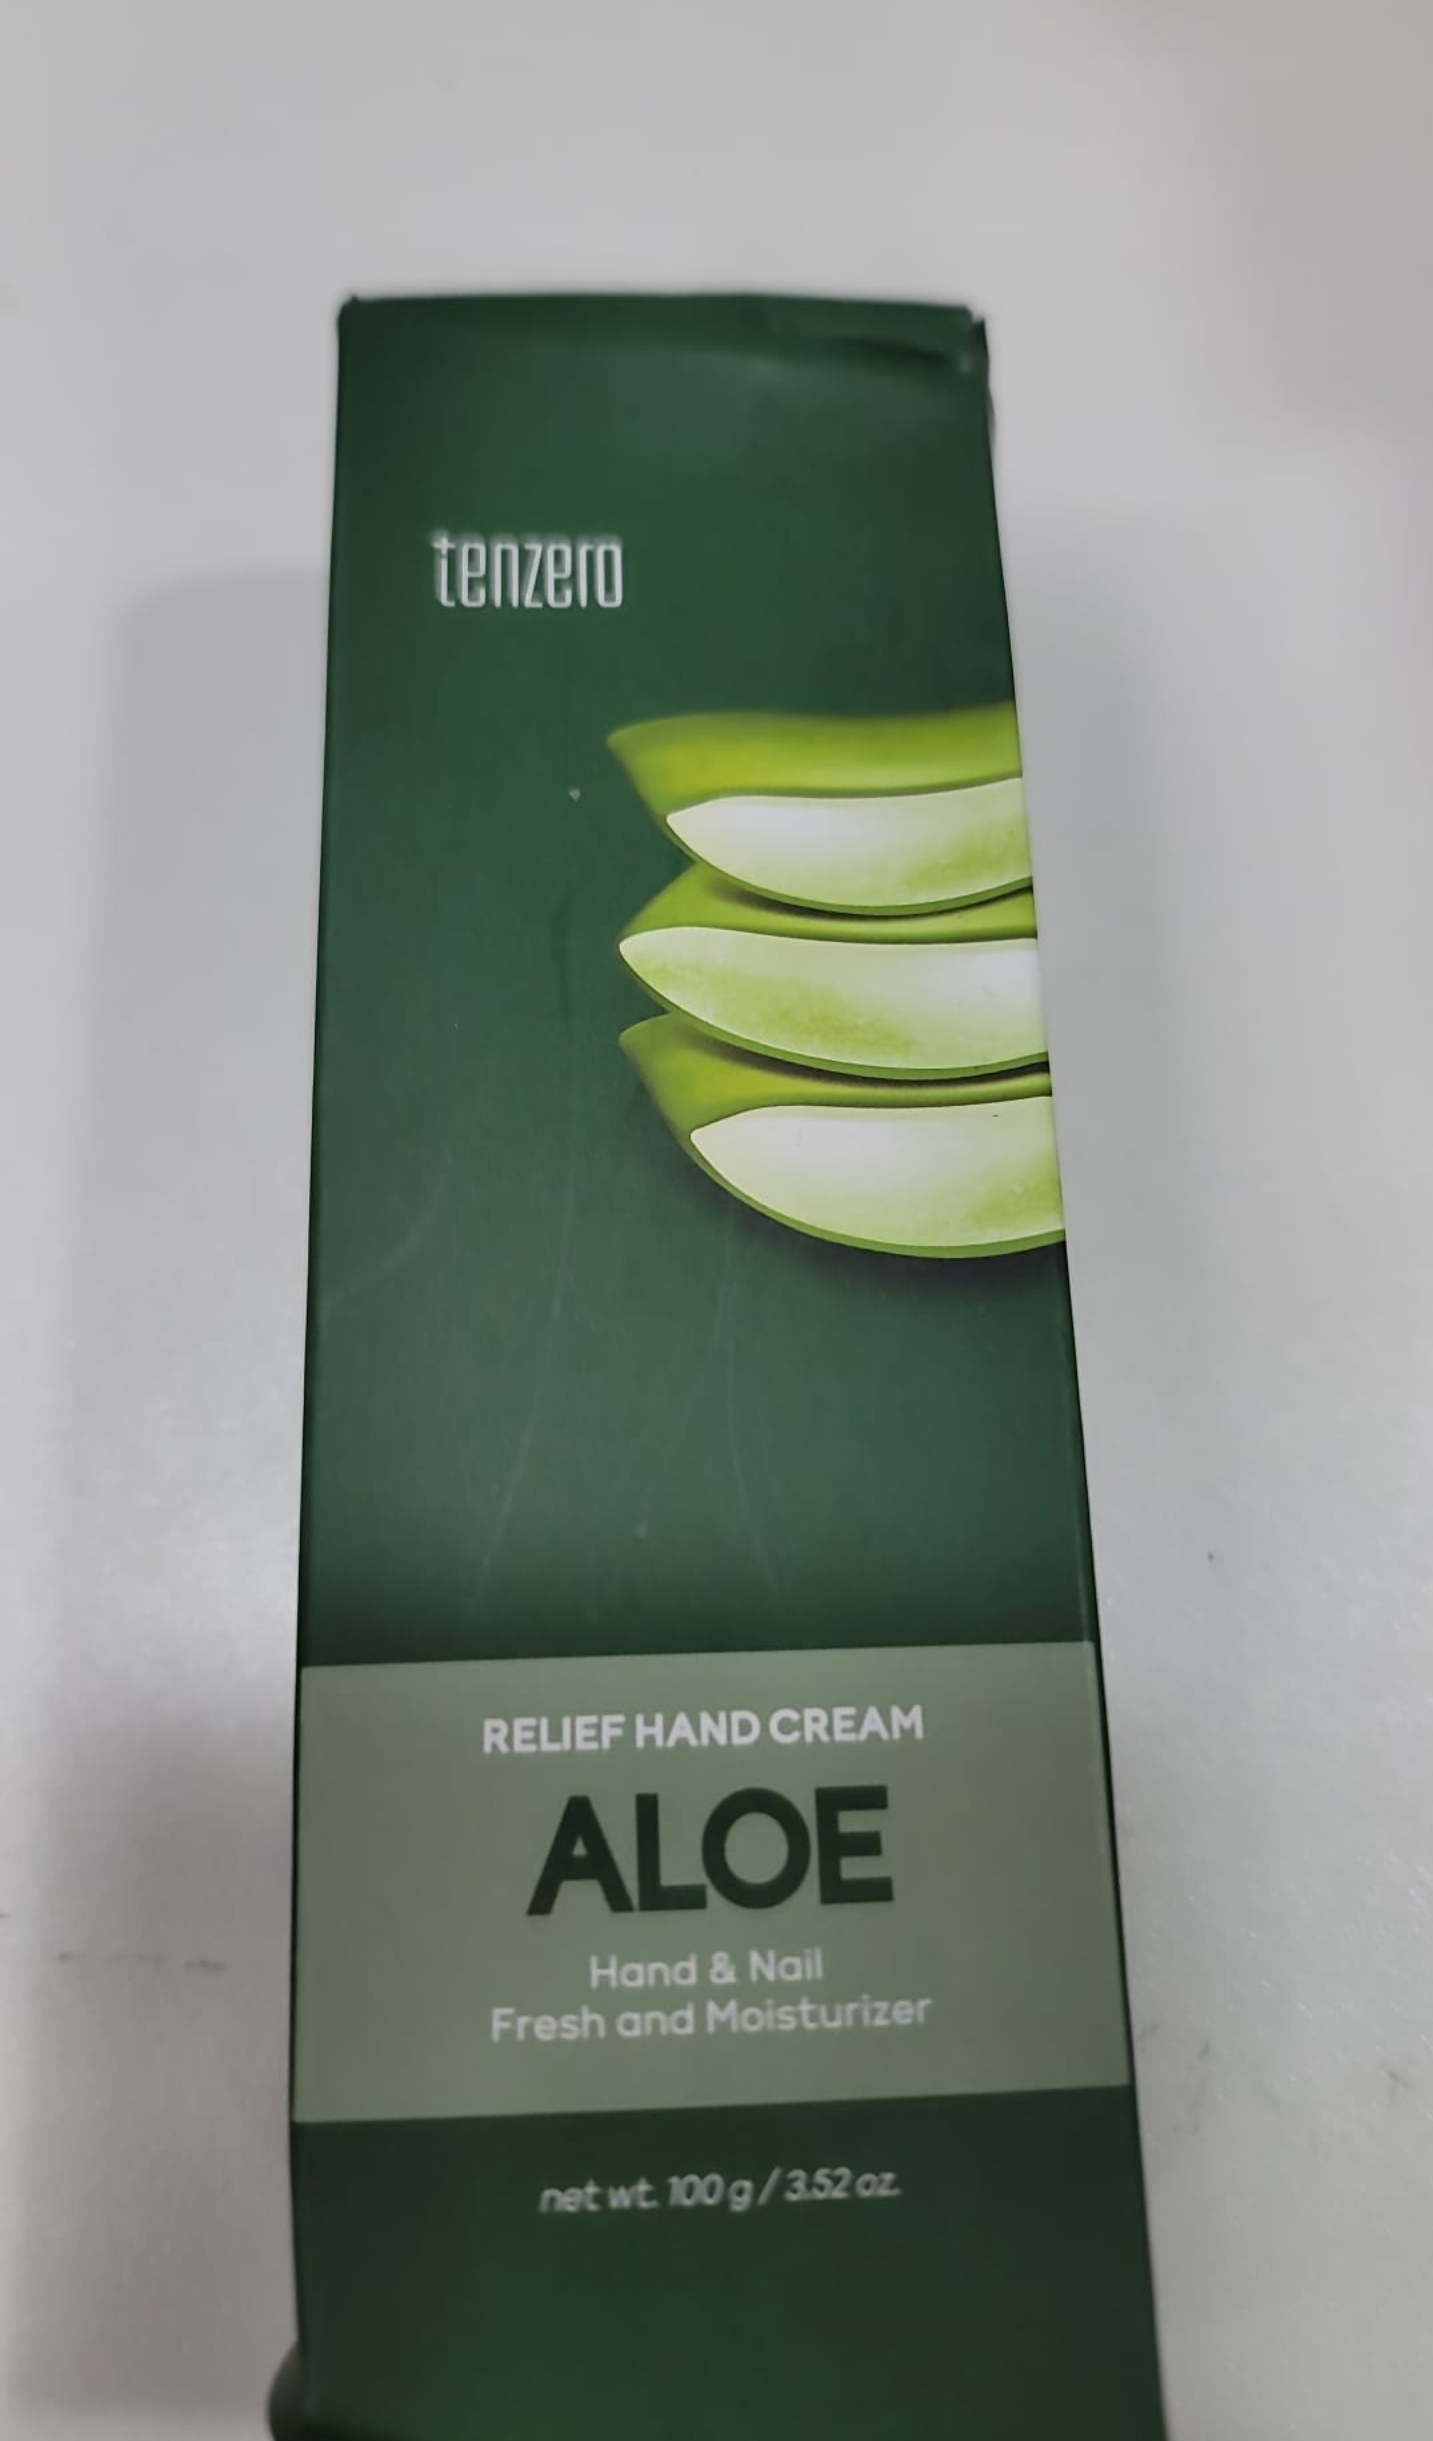 tenzero
RELIEF HAND CREAM
ALOE
Hand & Nail
Fresh and Moisturizer
net wt. 100 g / 3.52 oz.